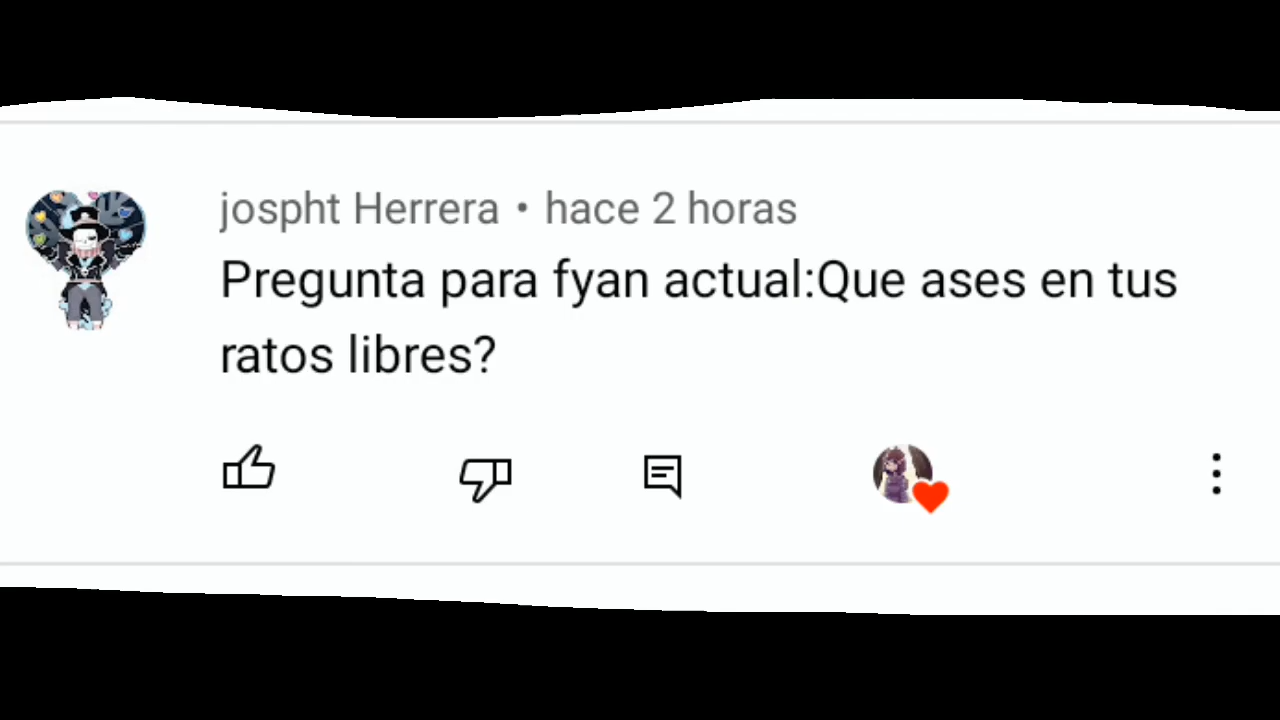 jospht Herrera • hace 2 horas
Pregunta para fyan actual:Que ases en tus
ratos libres?